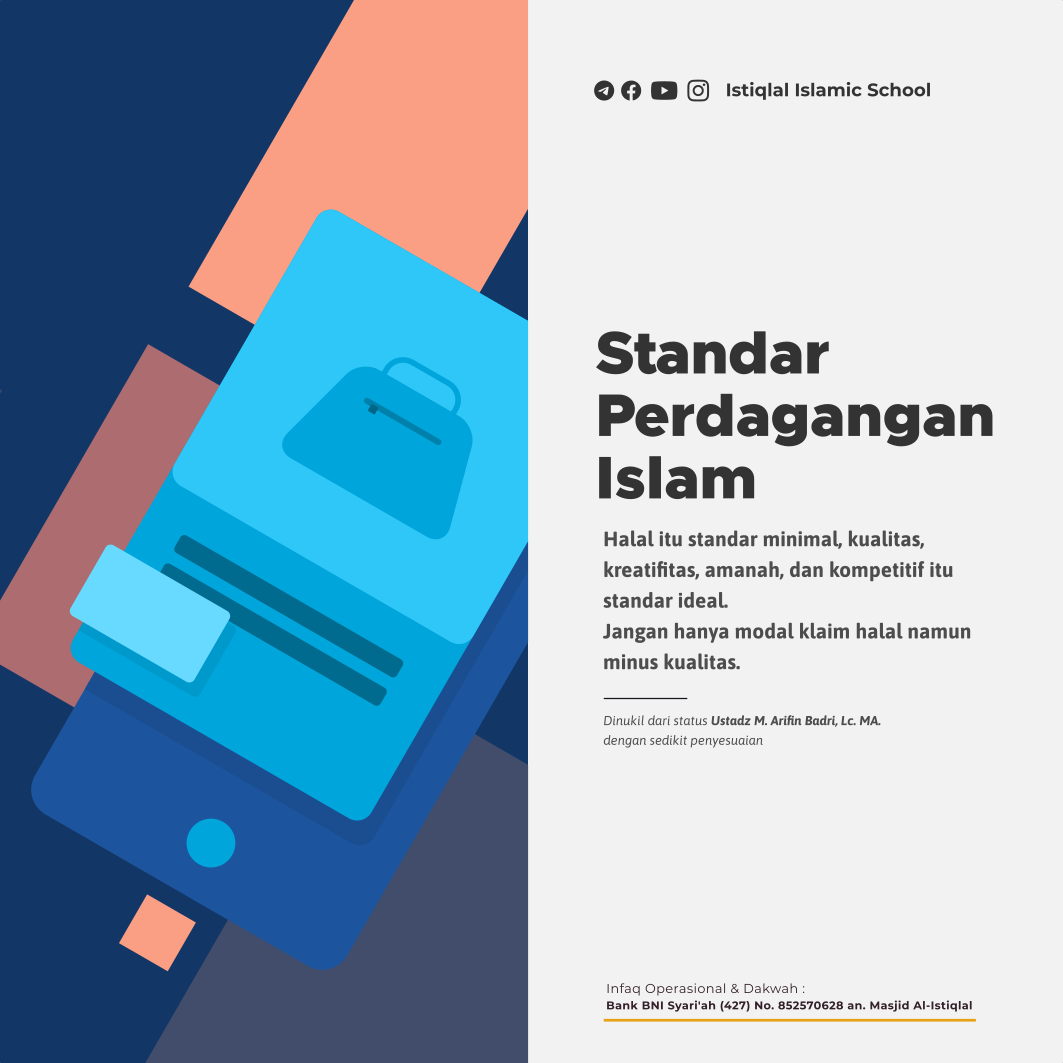 Istiqlal Islamic School
Standar
Perdagangan
Islam
Halal itu standar minimal, kualitas,
kreatifitas, amanah, dan kompetitif itu
standar ideal.
Jangan hanya modal klaim halal namun
minus kualitas.
Dinukil dari status Ustadz M. Arifin Badri, Lc. MA.
dengan sedikit penyesuaian
Infaq Operasional & Dakwah :
Bank BNI Syari'ah (427) No. 852570628 an. Masjid Al-Istiqlal